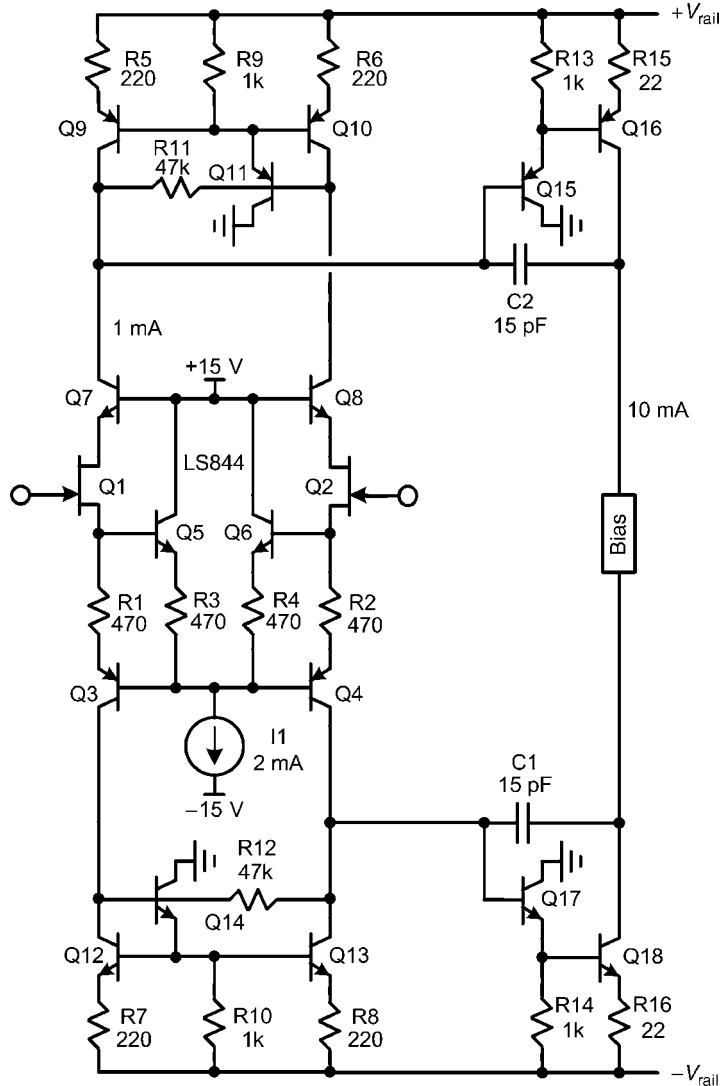 +Vrail
R5
220
R9
1k
R6
220
R13
1k
R15
22
Q9
Q10
Q16
R11
47k
Q11
Q15
C2
15 pF
1 mA
+15 V
Q7
Q8
10 mA
LS844
Q1
Q2
Q5
Q6
Bias
R1
470
R3
470
R4
470
R2
470
Q3
Q4
I1
2 mA
−15 V
C1
15 pF
R12
47k
Q14
Q17
Q12
Q13
Q18
R7
220
R10
1k
R8
220
R14
1k
R16
22
−Vrail